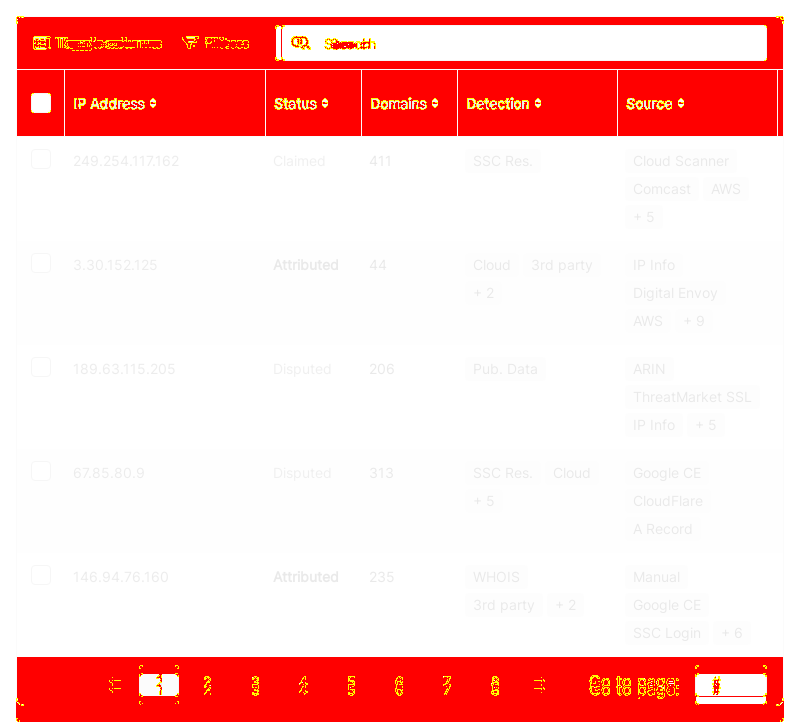 Search
IP Address Status Domains Detection Source
249.254.117.162 Claimed 411 SSC Res. Cloud Scanner
Comcast AWS
+ 5
3.30.152.125 Attributed 44 Cloud 3rd party IP Info
+ 2 Digital Envoy
AWS + 9
189.63.115.205 Disputed 206 Pub. Data ARIN
ThreatMarket SSL
IP Info + 5
67.85.80.9 Disputed 313 SSC Res. Cloud Google CE
+ 5 CloudFlare
A Record
146.94.76.160 Attributed 235 WHOIS Manual
3rd party + 2 Google CE
SSC Login + 6
1 2 3 4 5 6 7 8 Go to page: #